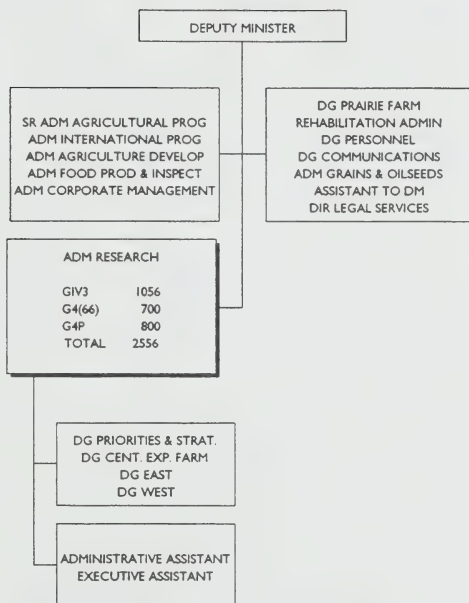 DEPUTY MINISTER
SR ADM AGRICULTURAL PROG
ADM INTERNATIONAL PROG
ADM AGRICULTURE DEVELOP
ADM FOOD PROD & INSPECT
ADM CORPORATE MANAGEMENT
DG PRAIRIE FARM
REHABILITATION ADMIN
DG PERSONNEL
DG COMMUNICATIONS
ADM GRAINS & OILSEEDS
ASSISTANT TO DM
DIR LEGAL SERVICES
ADM RESEARCH
GIV3 1056
G4(66) 700
G4P 800
TOTAL 2556
DG PRIORITIES & STRAT.
DG CENT. EXP. FARM
DG EAST
DG WEST
ADMINISTRATIVE ASSISTANT
EXECUTIVE ASSISTANT